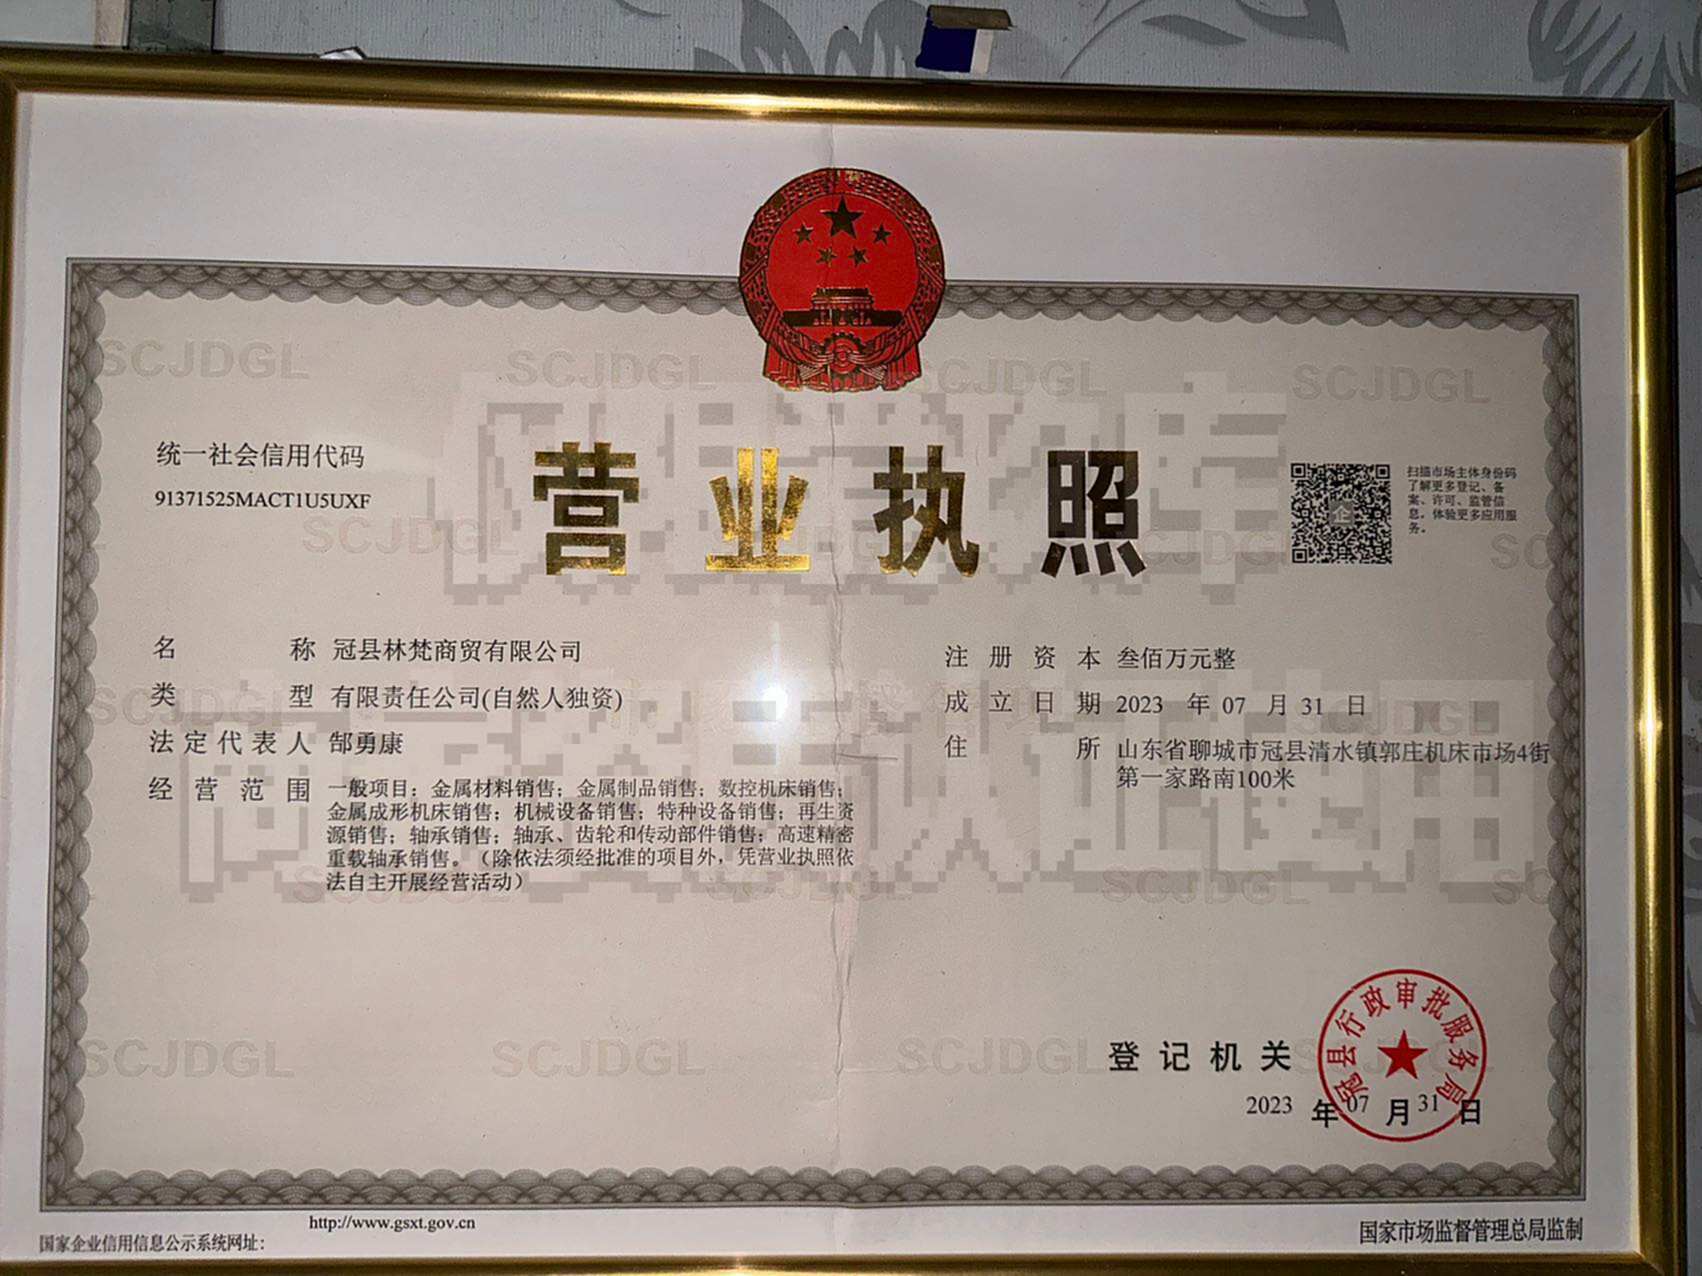 SCJDGL SCJDGL SCJDGL SCJDGL
统一社会信用代码
91371525MACT1U5UXF
营业执照
扫描市场主体身份码
了解更多登记、备
案、许可、监管信
息。体验更多应用服
务。
名称 冠县林梵商贸有限公司
类型 有限责任公司(自然人独资)
法定代表人 郜勇康
经营范围 一般项目：金属材料销售；金属制品销售；数控机床销售；
金属成形机床销售；机械设备销售；特种设备销售；再生资
源销售；轴承销售；轴承、齿轮和传动部件销售；高速精密
重载轴承销售。（除依法须经批准的项目外，凭营业执照依
法自主开展经营活动）
注册资本 叁佰万元整
成立日期 2023 年 07 月 31 日
住所 山东省聊城市冠县清水镇郭庄机床市场4街
第一家路南100米
SCJDGL SCJDGL SCJDGL
登记机关
冠县行政审批服务局
2023 年 07 月 31 日
http://www.gsxt.gov.cn
国家企业信用信息公示系统网址：
国家市场监督管理总局监制